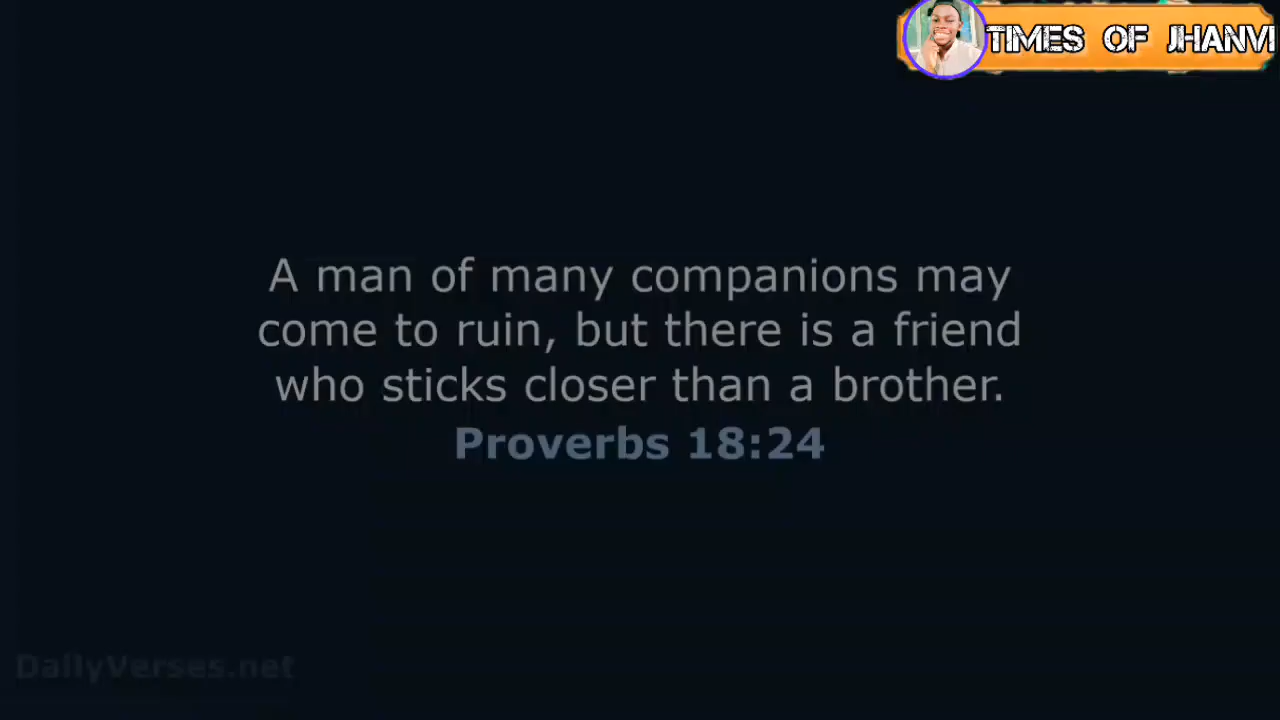 TIMES OF JHANVI
A man of many companions may
come to ruin, but there is a friend
who sticks closer than a brother.
Proverbs 18:24
DailyVerses.net